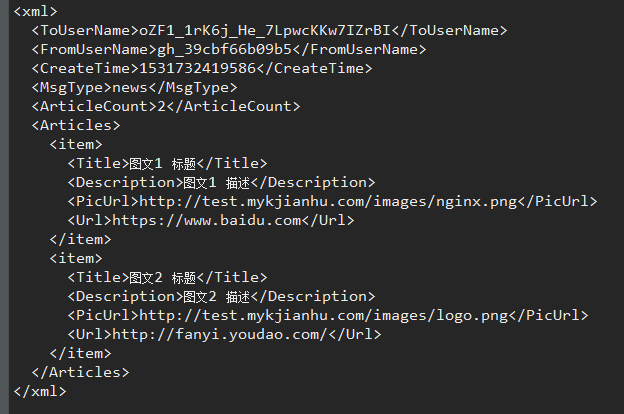 <xml>
<ToUserName>oZF1_1rK6j_He_7LpwcKKw7IZrBI</ToUserName>
<FromUserName>gh_39cbf66b09b5</FromUserName>
<CreateTime>1531732419586</CreateTime>
<MsgType>news</MsgType>
<ArticleCount>2</ArticleCount>
<Articles>
<item>
<Title>图文1 标题</Title>
<Description>图文1 描述</Description>
<PicUrl>http://test.mykjianhu.com/images/nginx.png</PicUrl>
<Url>https://www.baidu.com</Url>
</item>
<item>
<Title>图文2 标题</Title>
<Description>图文2 描述</Description>
<PicUrl>http://test.mykjianhu.com/images/logo.png</PicUrl>
<Url>http://fanyi.youdao.com/</Url>
</item>
</Articles>
</xml>